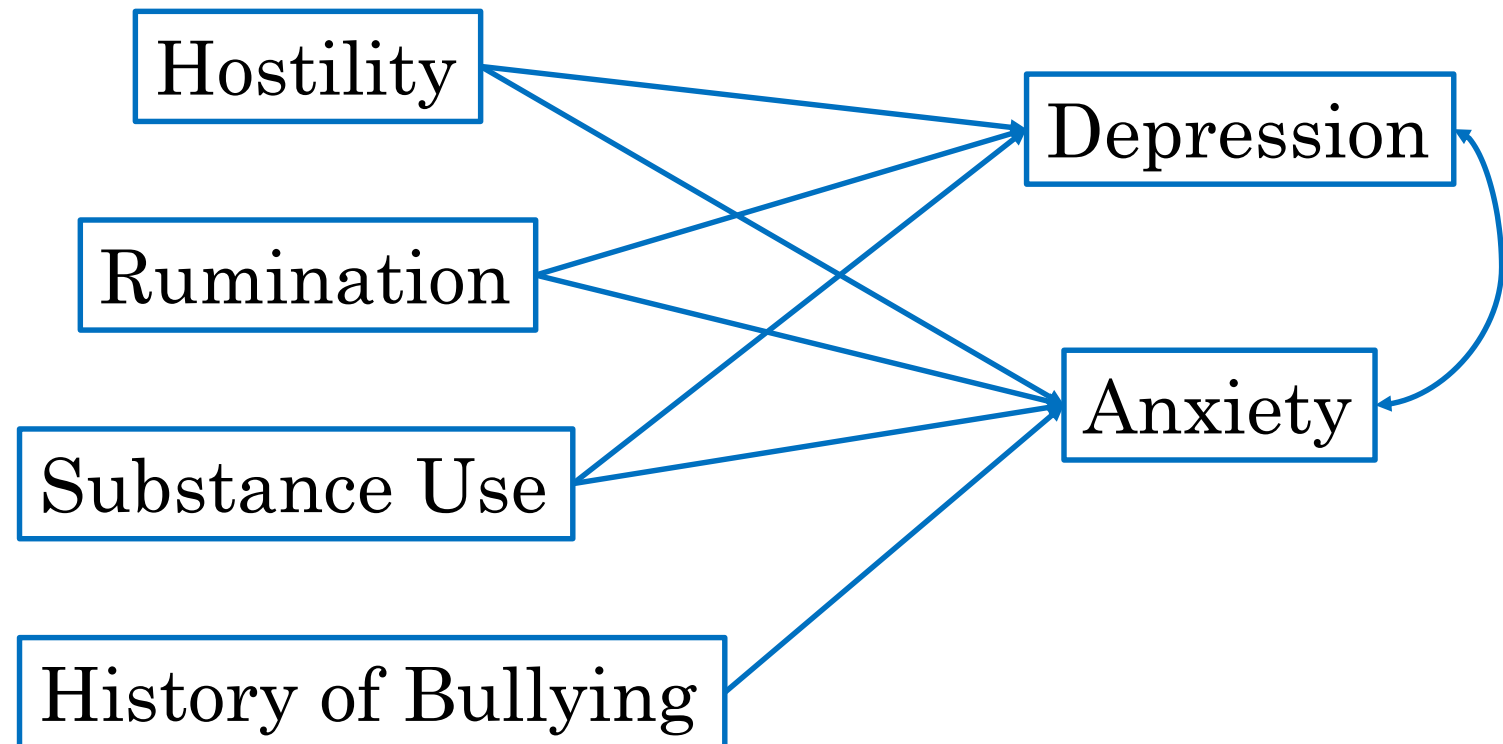 Hostility
Depression
Rumination
Anxiety
Substance Use
History of Bullying